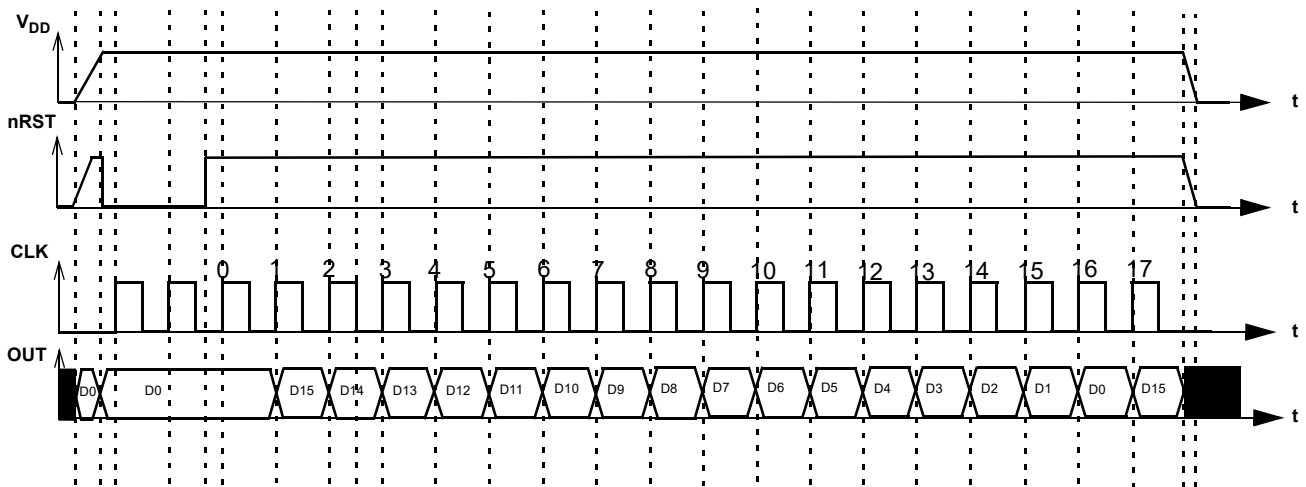 VDD
t
nRST
t
CLK
0 1 2 3 4 5 6 7 8 9 10 11 12 13 14 15 16 17
t
OUT
D0 D0 D15 D14 D13 D12 D11 D10 D9 D8 D7 D6 D5 D4 D3 D2 D1 D0 D15
t